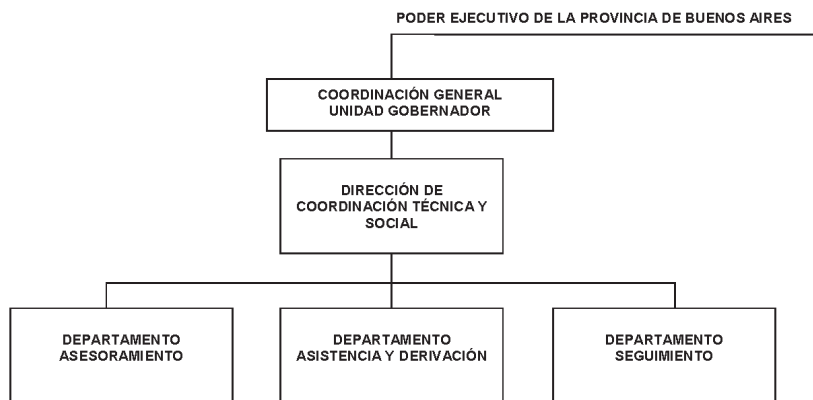 PODER EJECUTIVO DE LA PROVINCIA DE BUENOS AIRES
COORDINACIÓN GENERAL
UNIDAD GOBERNADOR
DIRECCIÓN DE
COORDINACIÓN TÉCNICA Y
SOCIAL
DEPARTAMENTO
ASESORAMIENTO
DEPARTAMENTO
ASISTENCIA Y DERIVACIÓN
DEPARTAMENTO
SEGUIMIENTO